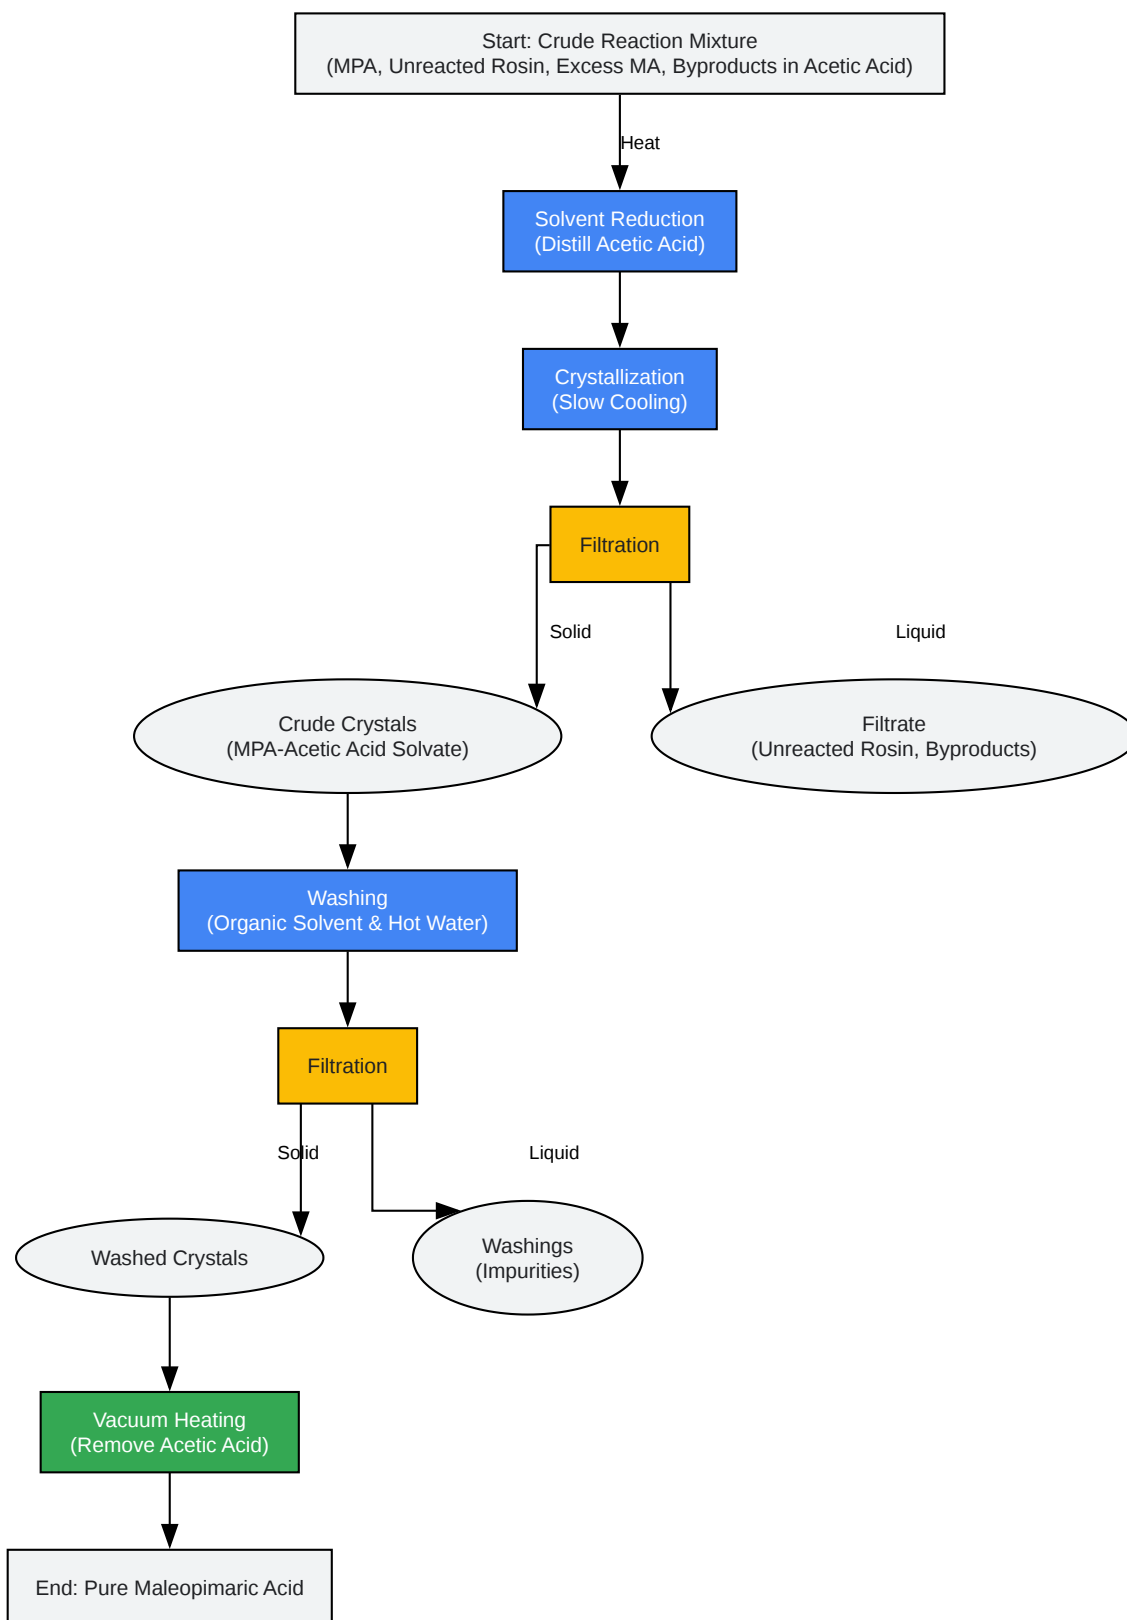 Start: Crude Reaction Mixture
(MPA, Unreacted Rosin, Excess MA, Byproducts in Acetic Acid)
Heat
Solvent Reduction
(Distill Acetic Acid)
Crystallization
(Slow Cooling)
Filtration
Solid
Liquid
Crude Crystals
(MPA-Acetic Acid Solvate)
Filtrate
(Unreacted Rosin, Byproducts)
Washing
(Organic Solvent & Hot Water)
Filtration
Solid
Liquid
Washed Crystals
Washings
(Impurities)
Vacuum Heating
(Remove Acetic Acid)
End: Pure Maleopimaric Acid